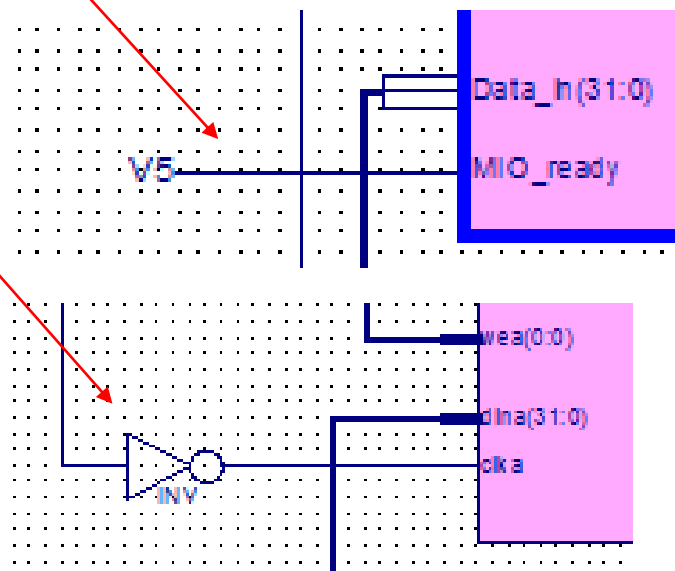 Data_in(31:0)
V5
MIO_ready
wea(0:0)
dina(31:0)
clka
INV